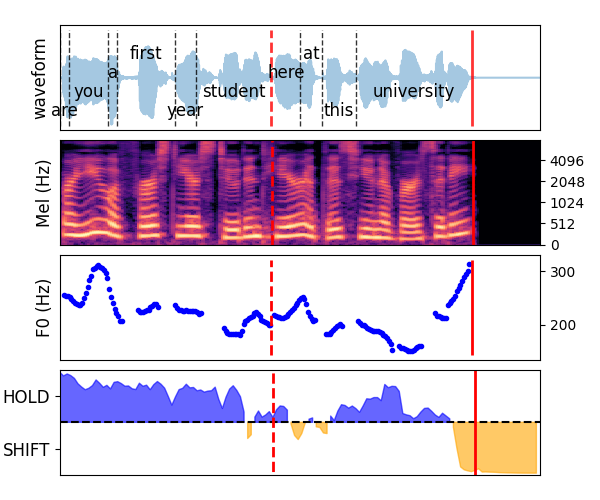 waveform
first
at
a
here
you
student
university
are
year
this
Mel (Hz)
4096
2048
1024
512
0
F0 (Hz)
300
200
HOLD
SHIFT